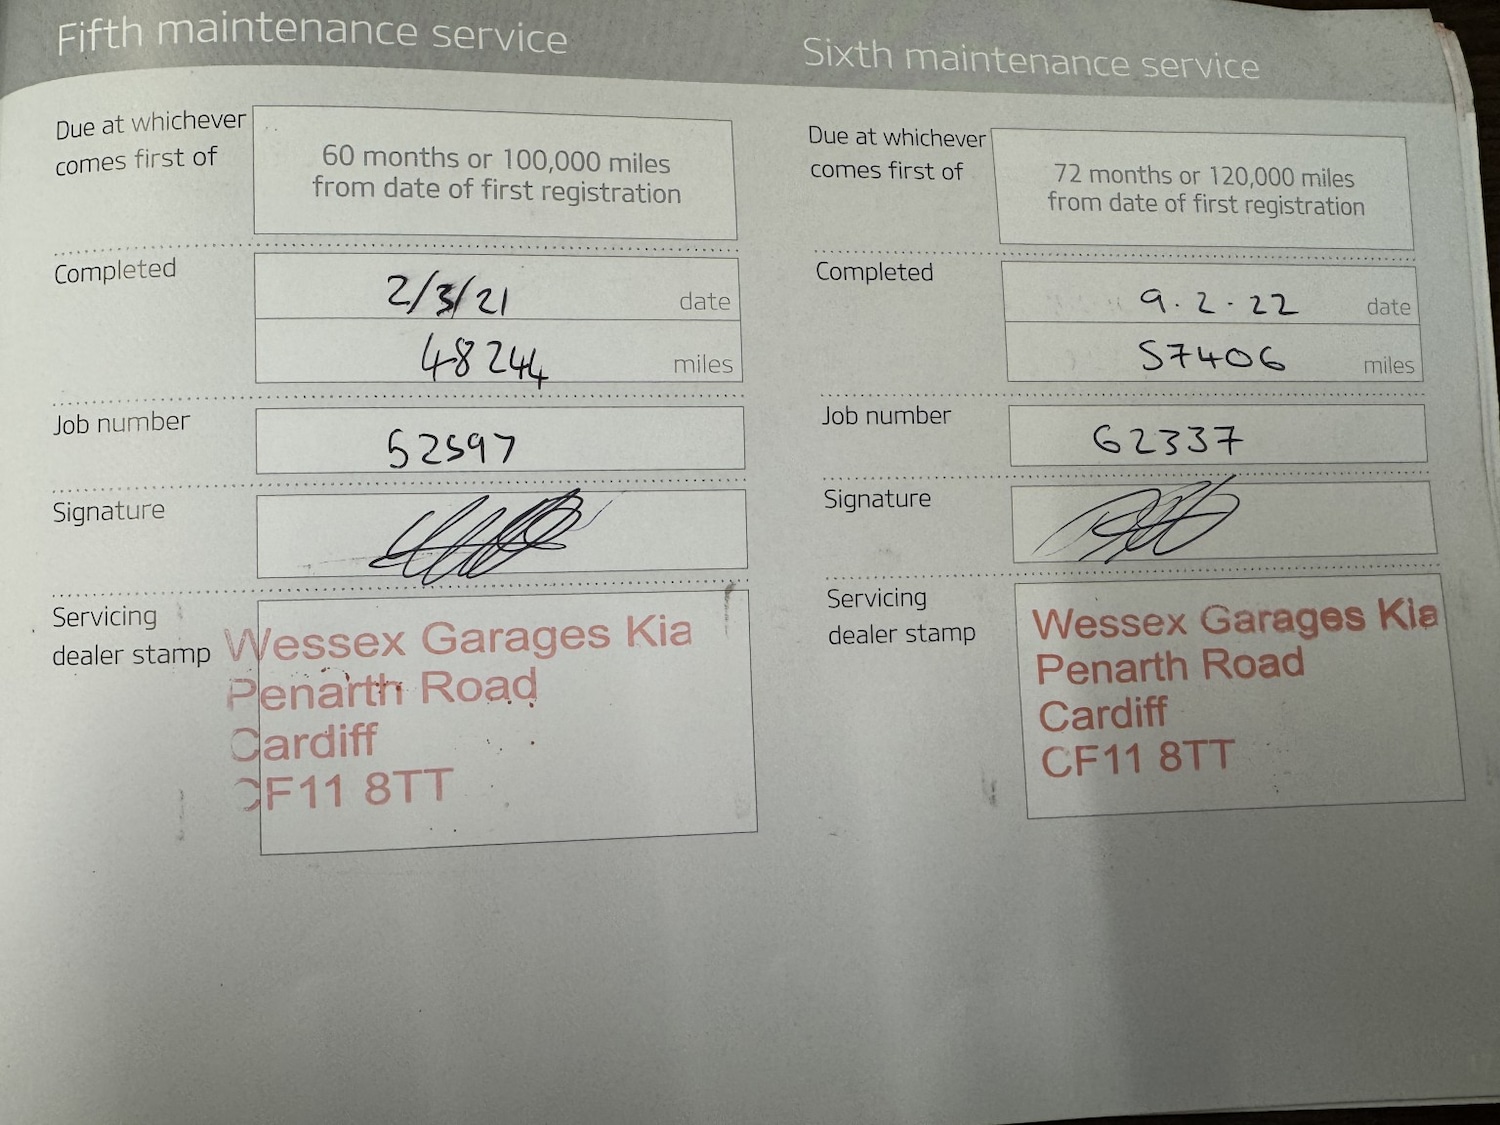 Fifth maintenance service
Due at whichever
comes first of
60 months or 100,000 miles
from date of first registration
Completed
2/3/21 date
48244 miles
Job number
52597
Signature
Servicing
dealer stamp
Wessex Garages Kia
Penarth Road
Cardiff
CF11 8TT
Sixth maintenance service
Due at whichever
comes first of
72 months or 120,000 miles
from date of first registration
Completed
9.2.22 date
57406 miles
Job number
62337
Signature
Servicing
dealer stamp
Wessex Garages Kia
Penarth Road
Cardiff
CF11 8TT